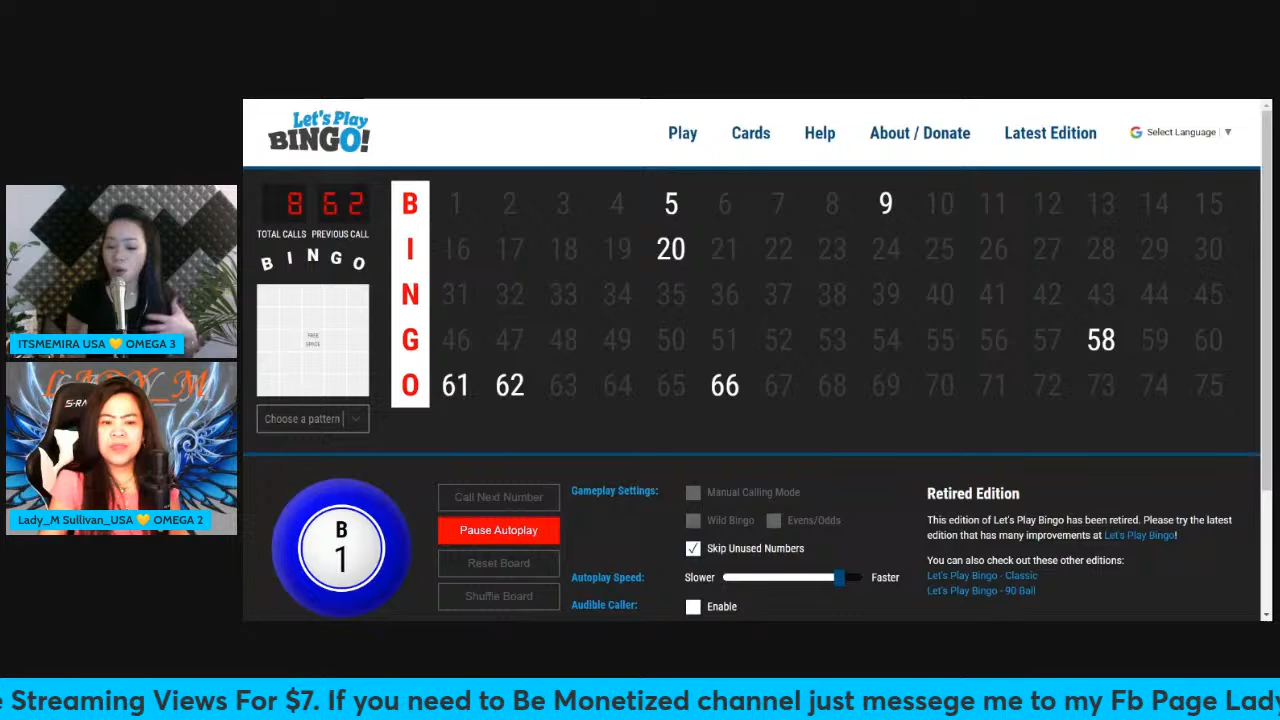 Let's Play
BINGO!
Play Cards Help About / Donate Latest Edition Select Language ▼
8 62
TOTAL CALLS PREVIOUS CALL
B I N G O
FREE
SPACE
Choose a pattern
B 1 2 3 4 5 6 7 8 9 10 11 12 13 14 15
I 16 17 18 19 20 21 22 23 24 25 26 27 28 29 30
N 31 32 33 34 35 36 37 38 39 40 41 42 43 44 45
G 46 47 48 49 50 51 52 53 54 55 56 57 58 59 60
O 61 62 63 64 65 66 67 68 69 70 71 72 73 74 75
ITSMEMIRA USA 💛 OMEGA 3
LADY_M
S-RA
Lady_M Sullivan_USA 💛 OMEGA 2
B
1
Call Next Number
Pause Autoplay
Reset Board
Shuffle Board
Gameplay Settings:
Manual Calling Mode
Wild Bingo Evens/Odds
Skip Unused Numbers
Autoplay Speed: Slower Faster
Audible Caller: Enable
Retired Edition
This edition of Let's Play Bingo has been retired. Please try the latest
edition that has many improvements at Let's Play Bingo!
You can also check out these other editions:
Let's Play Bingo - Classic
Let's Play Bingo - 90 Ball
e Streaming Views For $7. If you need to Be Monetized channel just messege me to my Fb Page Lady